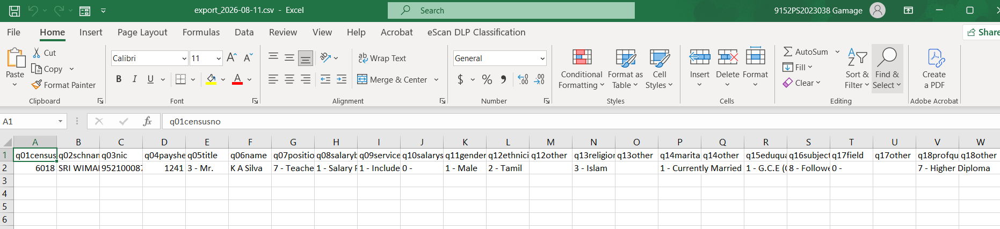 export_2026-08-11.csv - Excel
Search
9152PS2023038 Gamage
File Home Insert Page Layout Formulas Data Review View Help Acrobat eScan DLP Classification
Share
Paste
Cut
Copy
Format Painter
Clipboard
Calibri 11
B I U
Font
Wrap Text
Merge & Center
Alignment
General
$ %
Number
Conditional Formatting
Format as Table
Cell Styles
Styles
Insert
Delete
Format
Cells
AutoSum
Fill
Clear
Sort & Filter
Find & Select
Editing
Create a PDF
Adobe Acrobat
A1 fx q01censusno
A B C D E F G H I J K L M N O P Q R S T U V W
1 q01census q02schnam q03nic q04payshe q05title q06name q07positio q08salaryb q09service q10salarys q11gender q12ethnici q12other q13religion q13other q14marita q14other q15eduqua q16subject q17field q17other q18profqu q18other
2 6018 SRI WIMAL 952100087 1241 3 - Mr. K A Silva 7 - Teache 1 - Salary P 1 - Include 0 - 1 - Male 2 - Tamil 3 - Islam 1 - Currently Married 1 - G.C.E (O 8 - Followe 0 - 7 - Higher Diploma
3
4
5
6